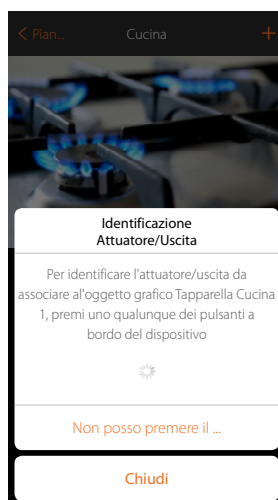 Pian...
Cucina
Identificazione
Attuatore/Uscita
Per identificare l'attuatore/uscita da
associare al'oggetto grafico Tapparella Cucina
1, premi uno qualunque dei pulsanti a
bordo del dispositivo
Non posso premere il ...
Chiudi